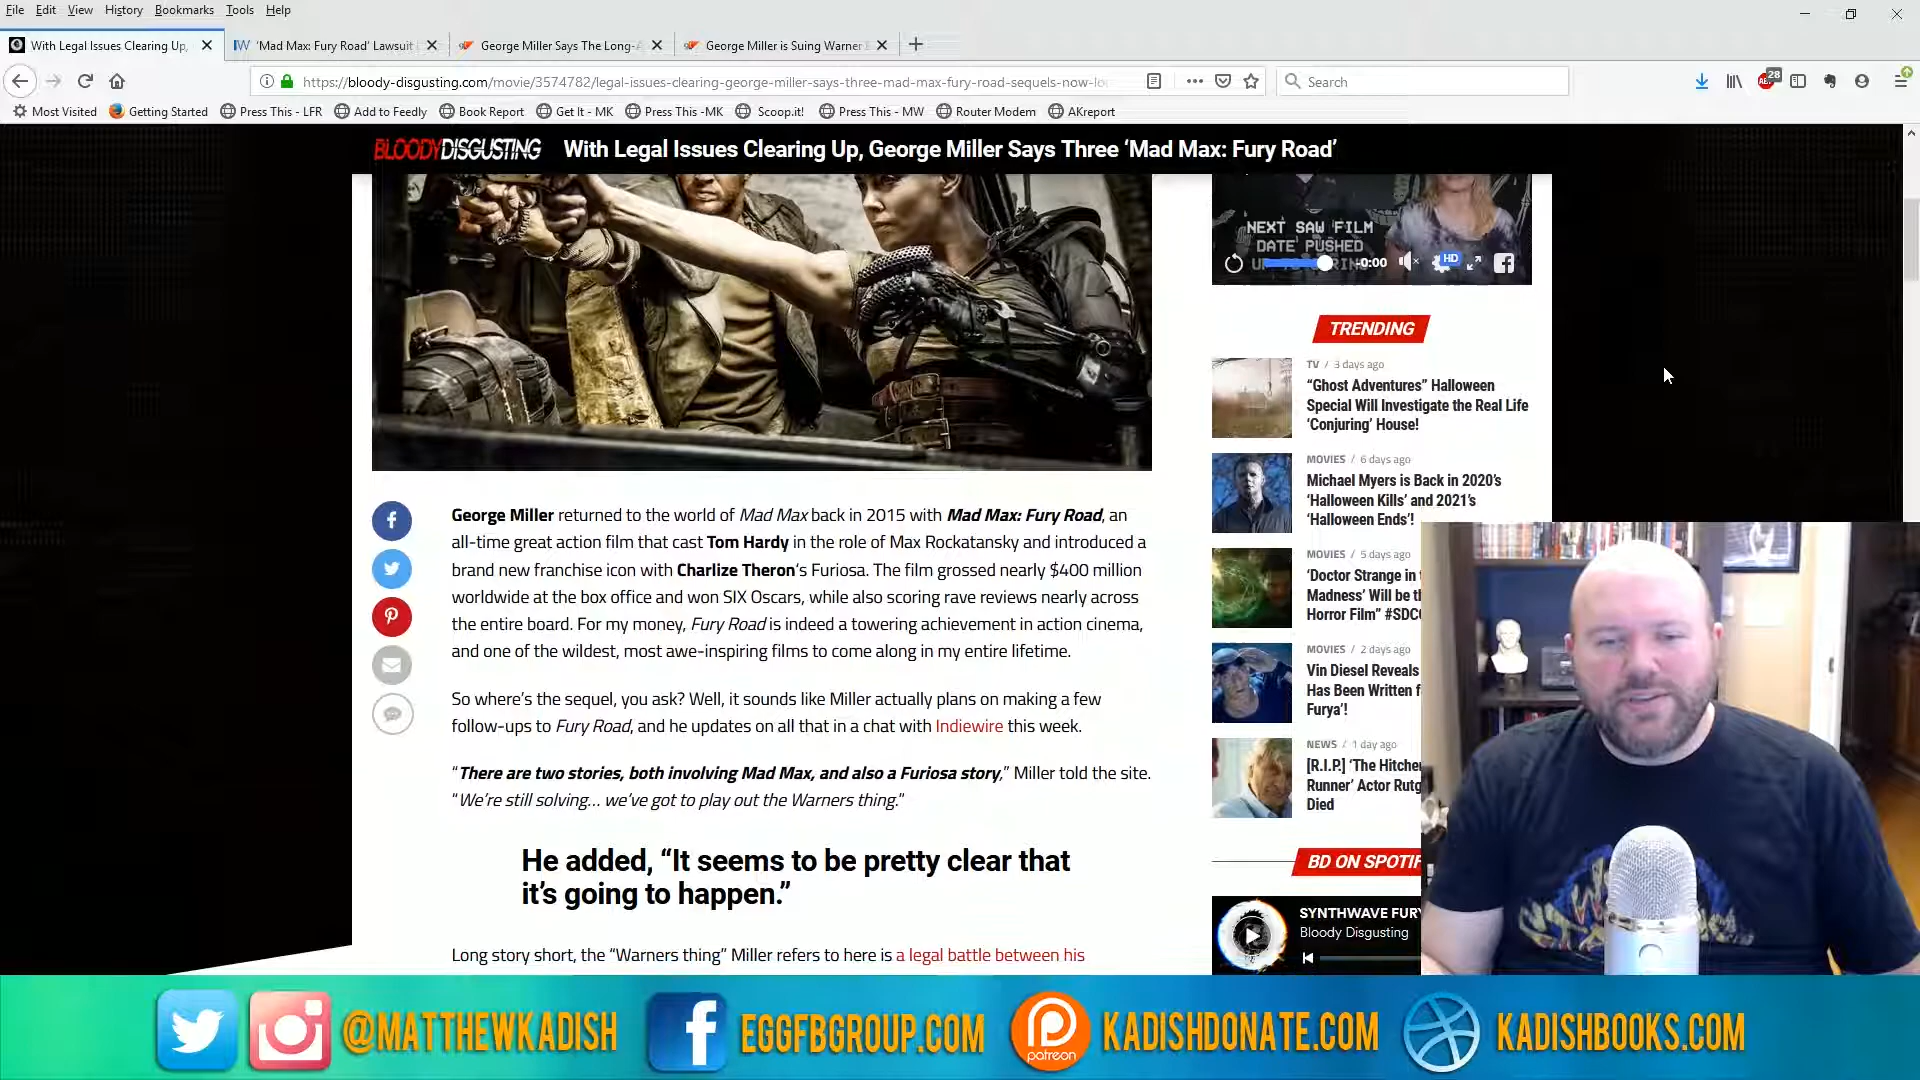 File Edit View History Bookmarks Tools Help
With Legal Issues Clearing Up,
'Mad Max: Fury Road' Lawsuit
George Miller Says The Long-
George Miller is Suing Warner
https://bloody-disgusting.com/movie/3574782/legal-issues-clearing-george-miller-says-three-mad-max-fury-road-sequels-now-lo
Search
28
Most Visited Getting Started Press This - LFR Add to Feedly Book Report Get It - MK Press This -MK Scoop.it! Press This - MW Router Modem AKreport
BLOODYDISGUSTING With Legal Issues Clearing Up, George Miller Says Three ‘Mad Max: Fury Road’
NEXT SAW FILM
DATE PUSHED
-0:00
HD
TRENDING
TV / 3 days ago
“Ghost Adventures” Halloween
Special Will Investigate the Real Life
‘Conjuring’ House!
MOVIES / 6 days ago
Michael Myers is Back in 2020’s
‘Halloween Kills’ and 2021’s
‘Halloween Ends’!
MOVIES / 5 days ago
‘Doctor Strange in
Madness’ Will be
Horror Film” #SDC
MOVIES / 2 days ago
Vin Diesel Reveals
Has Been Written
Furya’!
NEWS / 1 day ago
[R.I.P.] ‘The Hitcher
Runner’ Actor
Died
BD ON SPOTIF
SYNTHWAVE FURY
Bloody Disgusting
George Miller returned to the world of Mad Max back in 2015 with Mad Max: Fury Road, an
all-time great action film that cast Tom Hardy in the role of Max Rockatansky and introduced a
brand new franchise icon with Charlize Theron‘s Furiosa. The film grossed nearly $400 million
worldwide at the box office and won SIX Oscars, while also scoring rave reviews nearly across
the entire board. For my money, Fury Road is indeed a towering achievement in action cinema,
and one of the wildest, most awe-inspiring films to come along in my entire lifetime.
So where’s the sequel, you ask? Well, it sounds like Miller actually plans on making a few
follow-ups to Fury Road, and he updates on all that in a chat with Indiewire this week.
“There are two stories, both involving Mad Max, and also a Furiosa story,” Miller told the site.
“We’re still solving… we’ve got to play out the Warners thing.”
He added, “It seems to be pretty clear that
it’s going to happen.”
Long story short, the “Warners thing” Miller refers to here is a legal battle between his
@MATTHEWKADISH EGGFBGROUP.COM patreon KADISHDONATE.COM KADISHBOOKS.COM